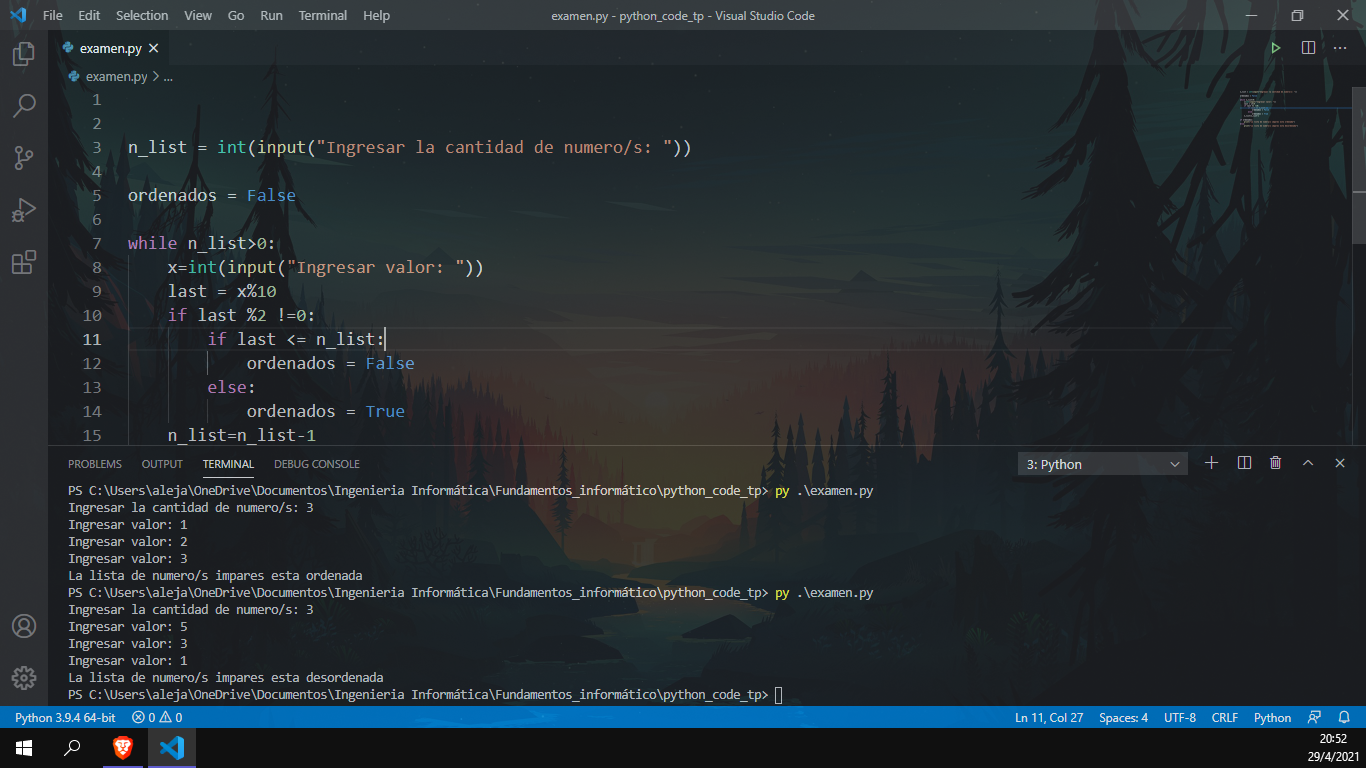 File Edit Selection View Go Run Terminal Help examen.py - python_code_tp - Visual Studio Code
examen.py
examen.py > ...
1
2
3 n_list = int(input("Ingresar la cantidad de numero/s: "))
4
5 ordenados = False
6
7 while n_list>0:
8 x=int(input("Ingresar valor: "))
9 last = x%10
10 if last %2 !=0:
11 if last <= n_list:
12 ordenados = False
13 else:
14 ordenados = True
15 n_list=n_list-1
PROBLEMS OUTPUT TERMINAL DEBUG CONSOLE 3: Python
PS C:\Users\aleja\OneDrive\Documentos\Ingenieria Informática\Fundamentos_informático\python_code_tp> py .\examen.py
Ingresar la cantidad de numero/s: 3
Ingresar valor: 1
Ingresar valor: 2
Ingresar valor: 3
La lista de numero/s impares esta ordenada
PS C:\Users\aleja\OneDrive\Documentos\Ingenieria Informática\Fundamentos_informático\python_code_tp> py .\examen.py
Ingresar la cantidad de numero/s: 3
Ingresar valor: 5
Ingresar valor: 3
Ingresar valor: 1
La lista de numero/s impares esta desordenada
PS C:\Users\aleja\OneDrive\Documentos\Ingenieria Informática\Fundamentos_informático\python_code_tp>
Python 3.9.4 64-bit 0 0 Ln 11, Col 27 Spaces: 4 UTF-8 CRLF Python
20:52
29/4/2021